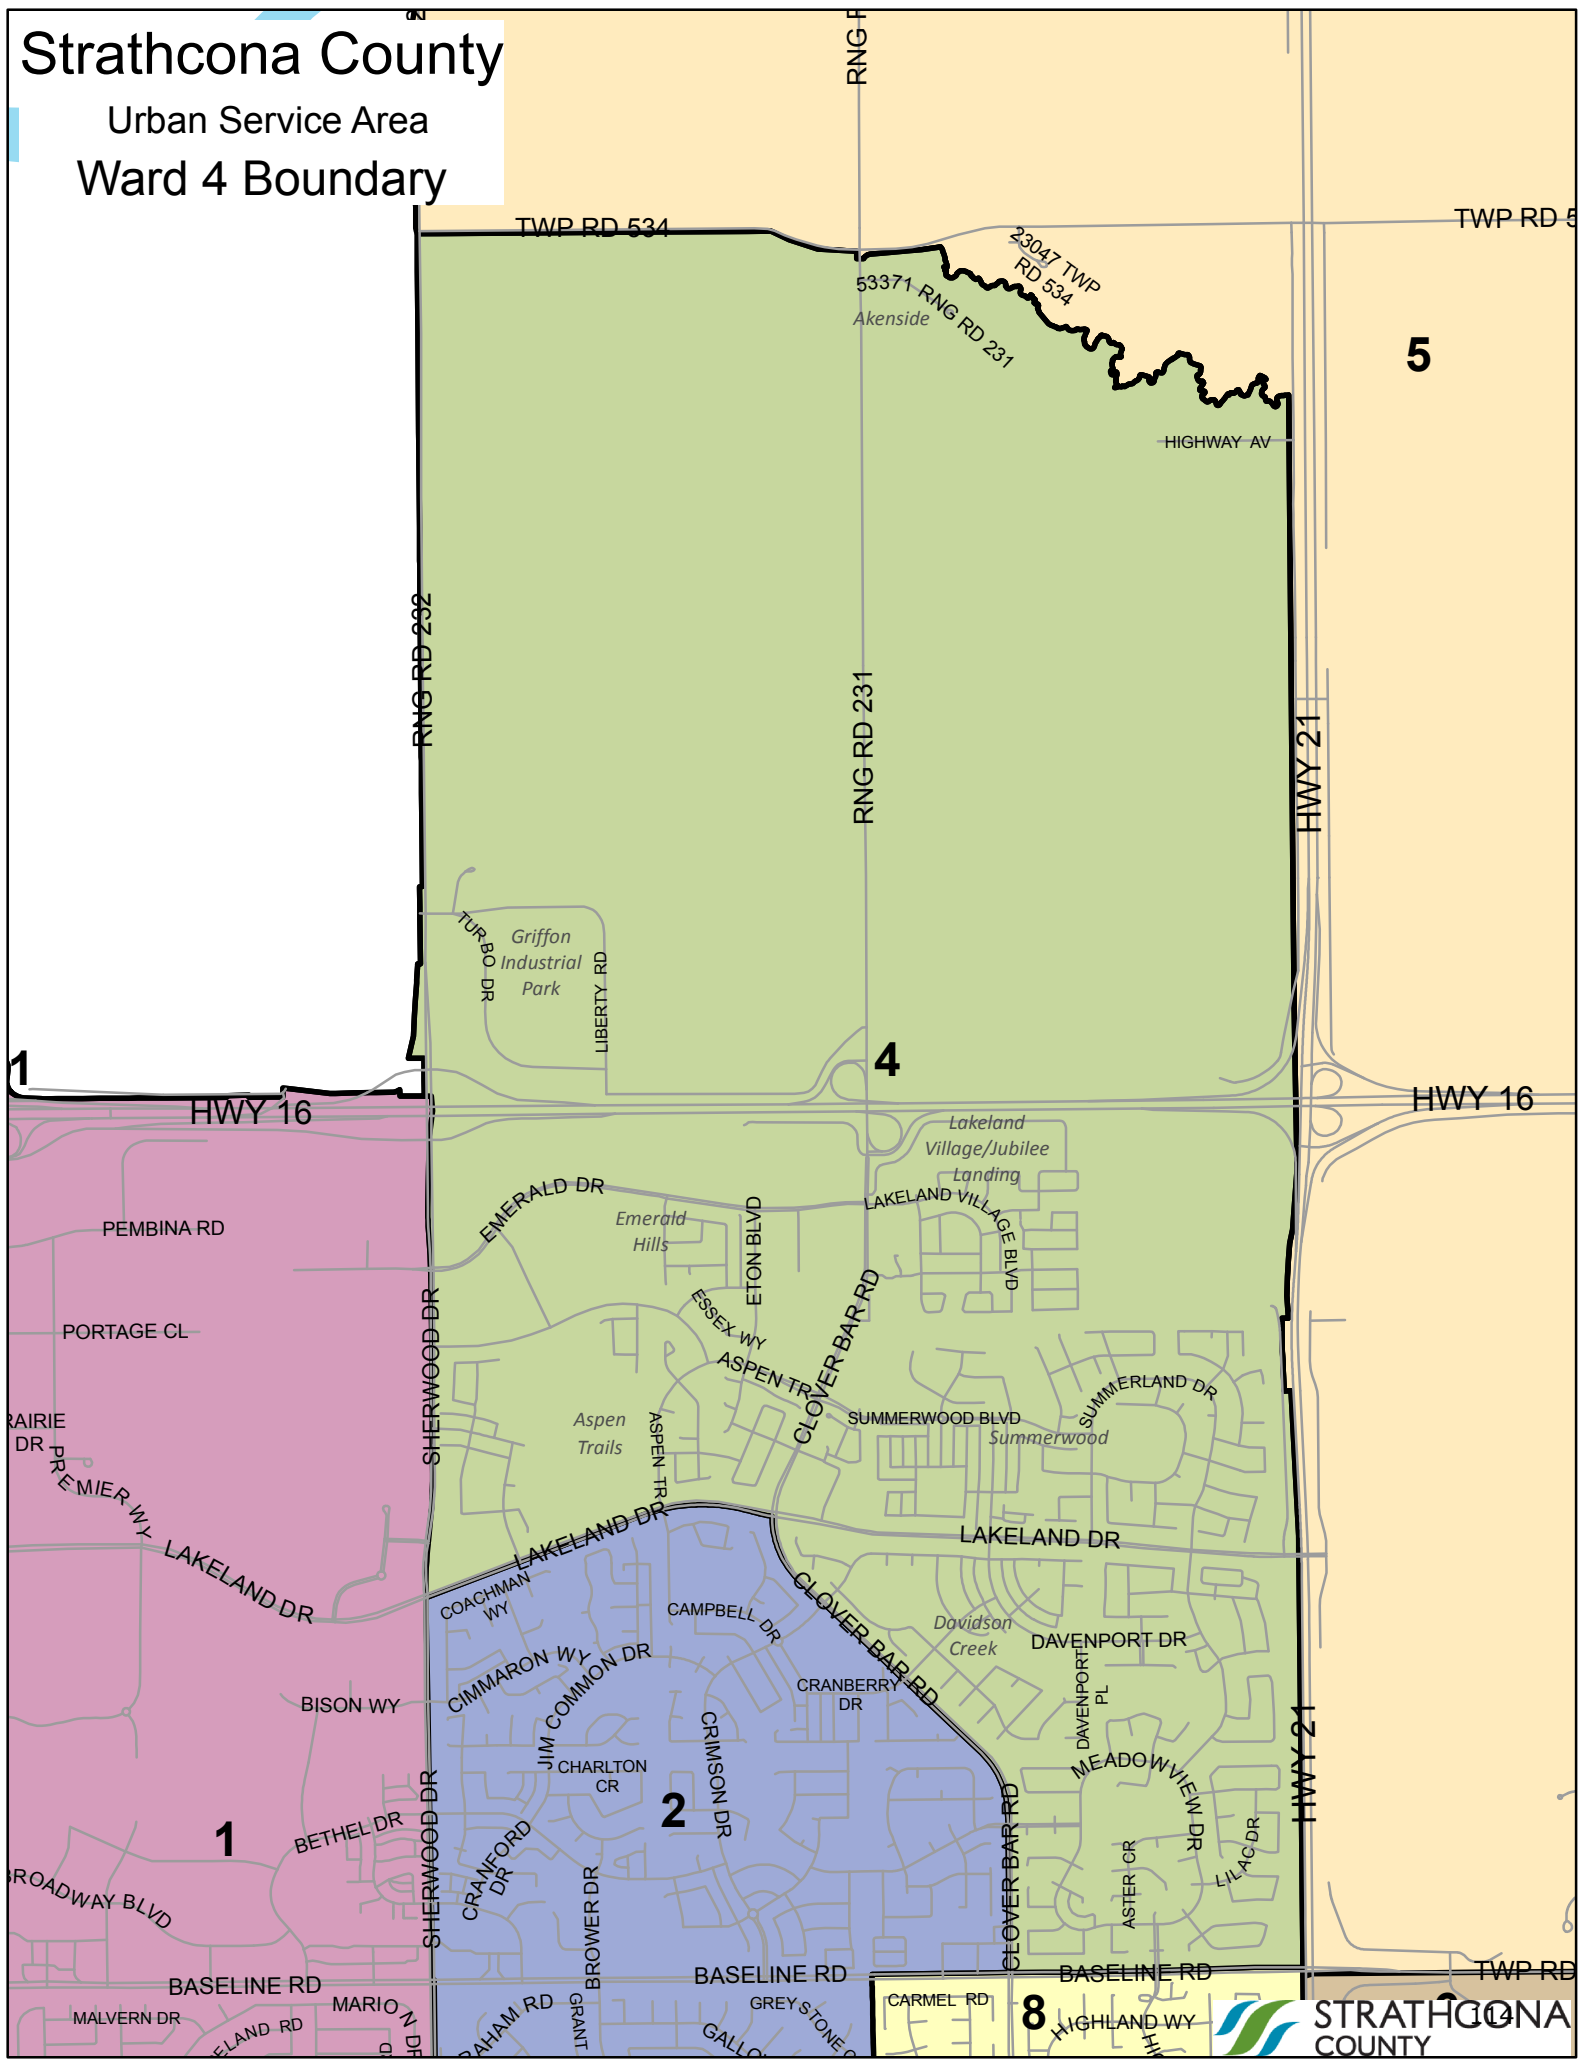 Strathcona County
Urban Service Area
Ward 4 Boundary
TWP RD 534
23047 TWP
RD 534
53371 RNG RD 231
Akenside
5
HIGHWAY AV
RNG RD 232
RNG RD 231
HWY 21
TURBO DR
Griffon
Industrial
Park
LIBERTY RD
1
4
HWY 16
HWY 16
Lakeland
Village/Jubilee
Landing
EMERALD DR
LAKELAND VILLAGE BLVD
PEMBINA RD
Emerald
Hills
ETON BLVD
ESSEX WY
CLOVER BAR RD
SHERWOOD DR
PORTAGE CL
ASPEN TR
SUMMERLAND DR
SUMMERWOOD BLVD
Summerwood
Aspen
Trails
ASPEN TR
DR
PREMIER WY
LAKELAND DR
LAKELAND DR
LAKELAND DR
COACHMAN
WY
CAMPBELL DR
CLOVER BAR RD
Davidson
Creek
DAVENPORT DR
DAVENPORT
PL
CIMMARON WY
JIM COMMON DR
CRANBERRY
DR
BISON WY
CRIMSON DR
CHARLTON
CR
MEADOWVIEW DR
HWY 21
2
1
BETHEL DR
SHERWOOD DR
CRANFORD
DR
CLOVER BAR RD
ASTER CR
LILAC DR
BROADWAY BLVD
BROWER DR
BASELINE RD
BASELINE RD
BASELINE RD
TWP RD
MALVERN DR
MARION DR
ELAND RD
GRANT
GREYSTONE
CARMEL RD
8
HIGHLAND WY
114
STRATHCONA
COUNTY